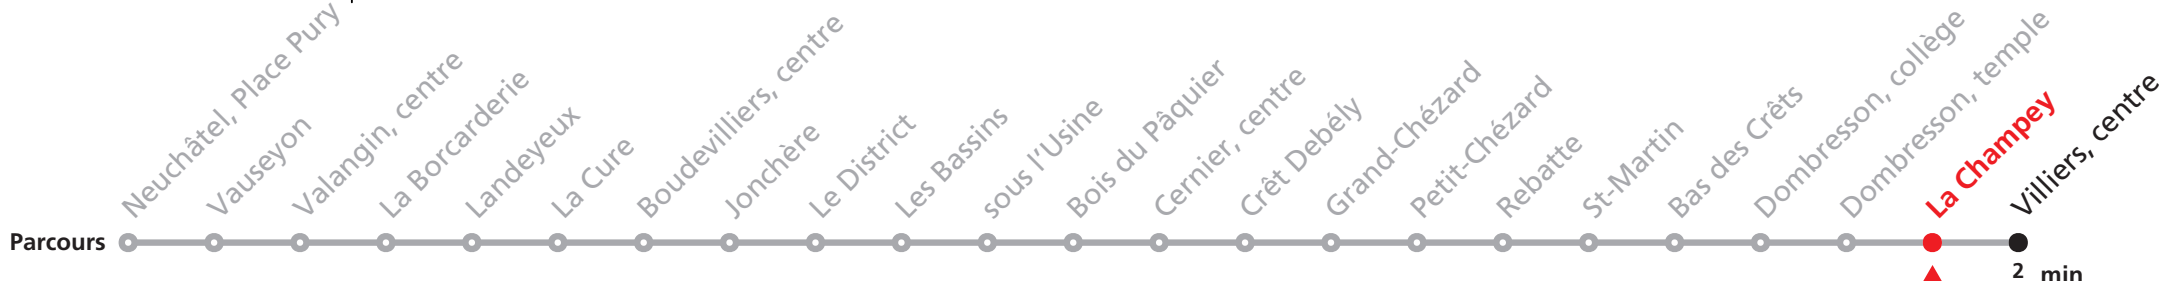 Parcours
Neuchâtel, Place Pury
Vauseyon
Valangin, centre
La Borcarderie
Landeyeux
La Cure
Boudevilliers, centre
Jonchère
Le District
Les Bassins
sous l'Usine
Bois du Pâquier
Cernier, centre
Crêt Debély
Grand-Chézard
Petit-Chézard
Rebatte
St-Martin
Bas des Crêts
Dombresson, collège
Dombresson, temple
La Champey
Villiers, centre
2 min